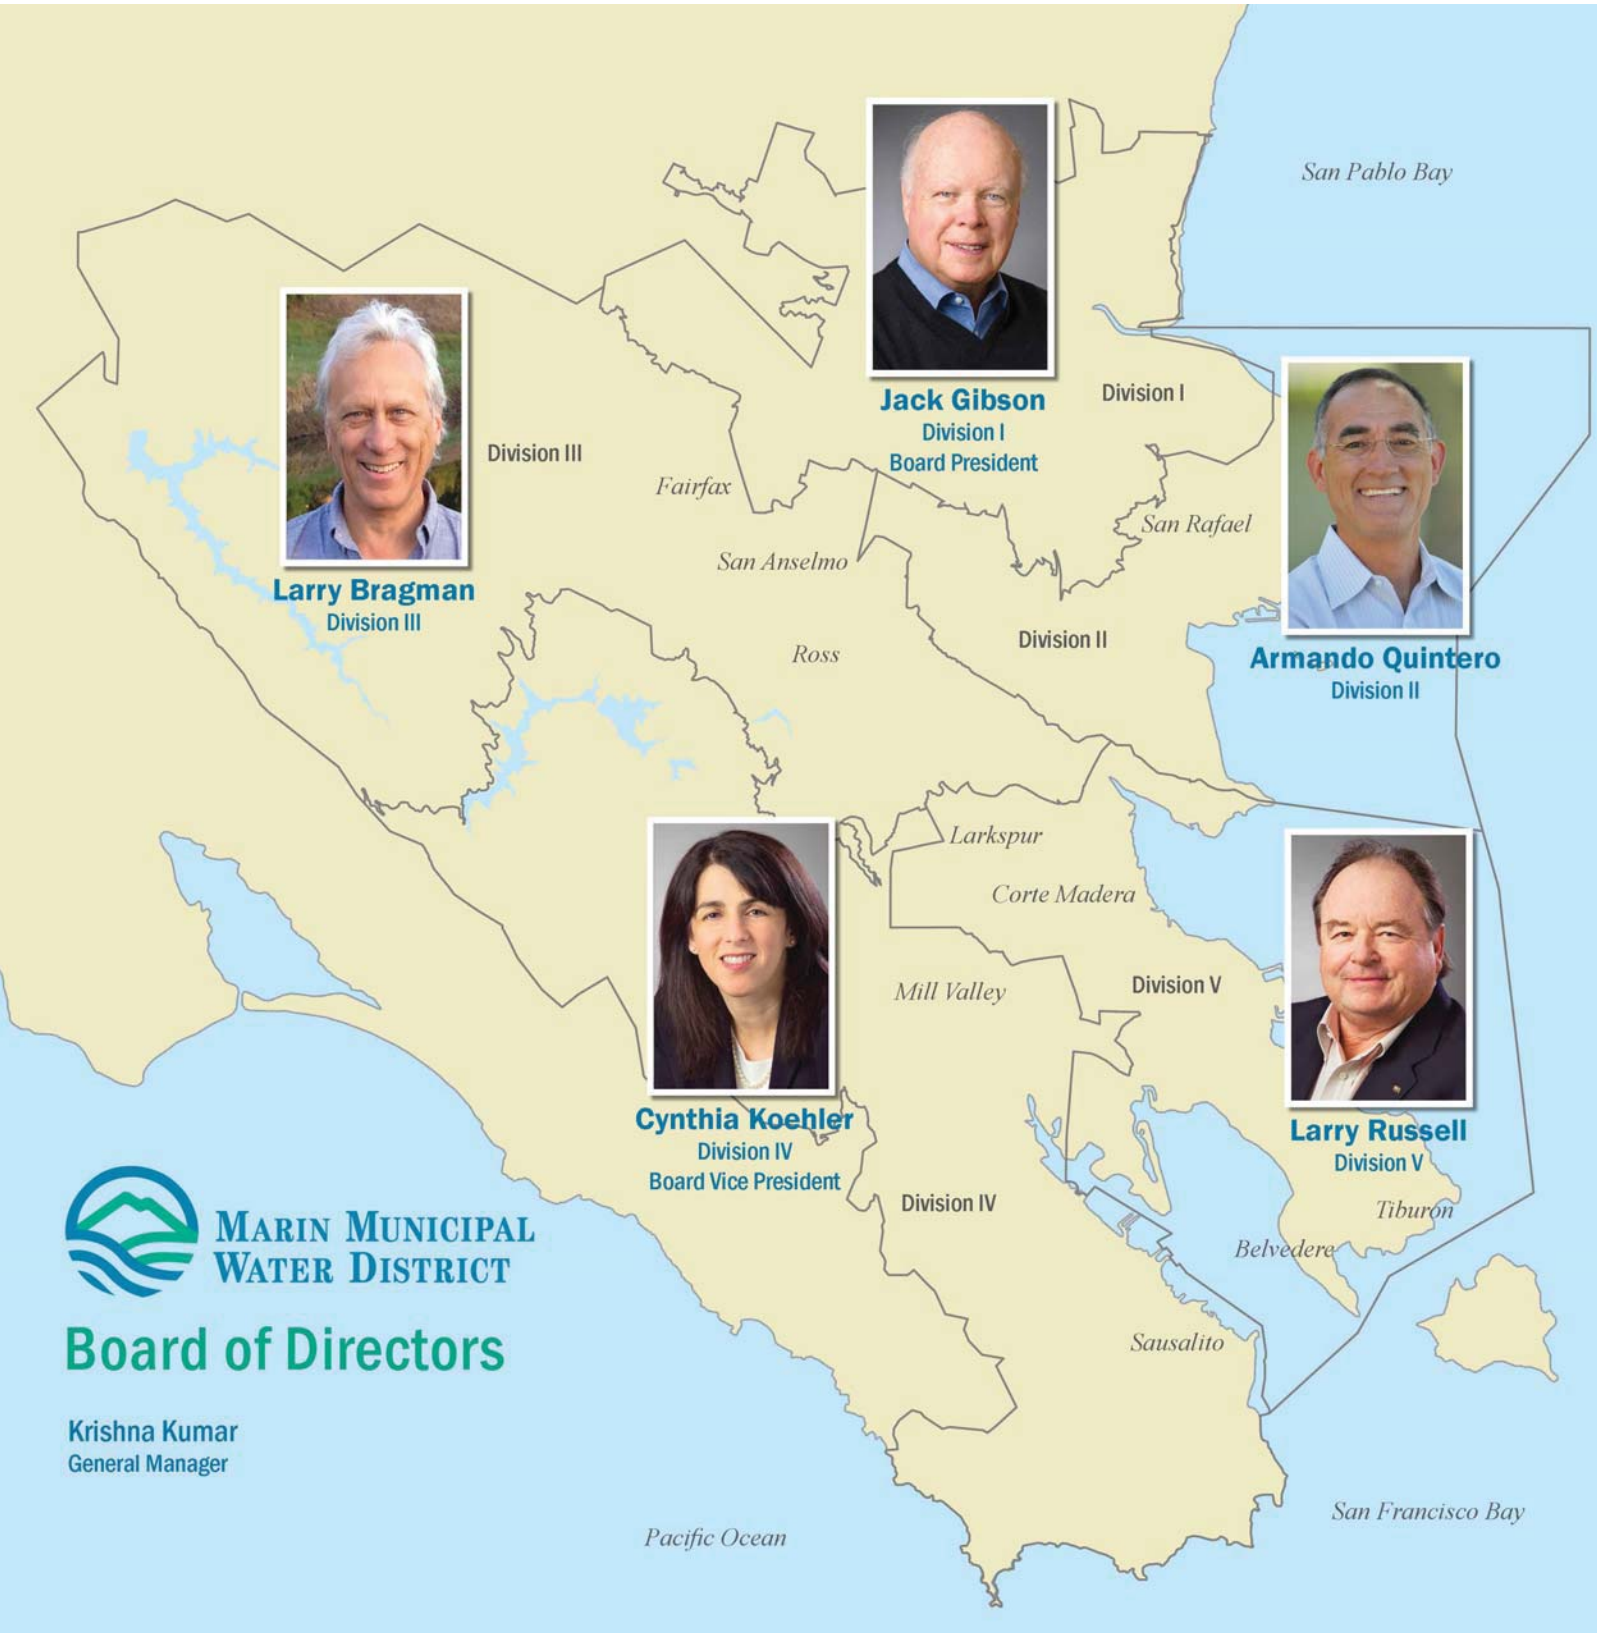 San Pablo Bay
Jack Gibson
Division I
Board President
Division I
Division III
Fairfax
San Rafael
San Anselmo
Larry Bragman
Division III
Ross
Division II
Armando Quintero
Division II
Larkspur
Corte Madera
Mill Valley
Division V
Cynthia Koehler
Division IV
Board Vice President
Larry Russell
Division V
Division IV
Tiburon
Belvedere
MARIN MUNICIPAL
WATER DISTRICT
Board of Directors
Sausalito
Krishna Kumar
General Manager
San Francisco Bay
Pacific Ocean